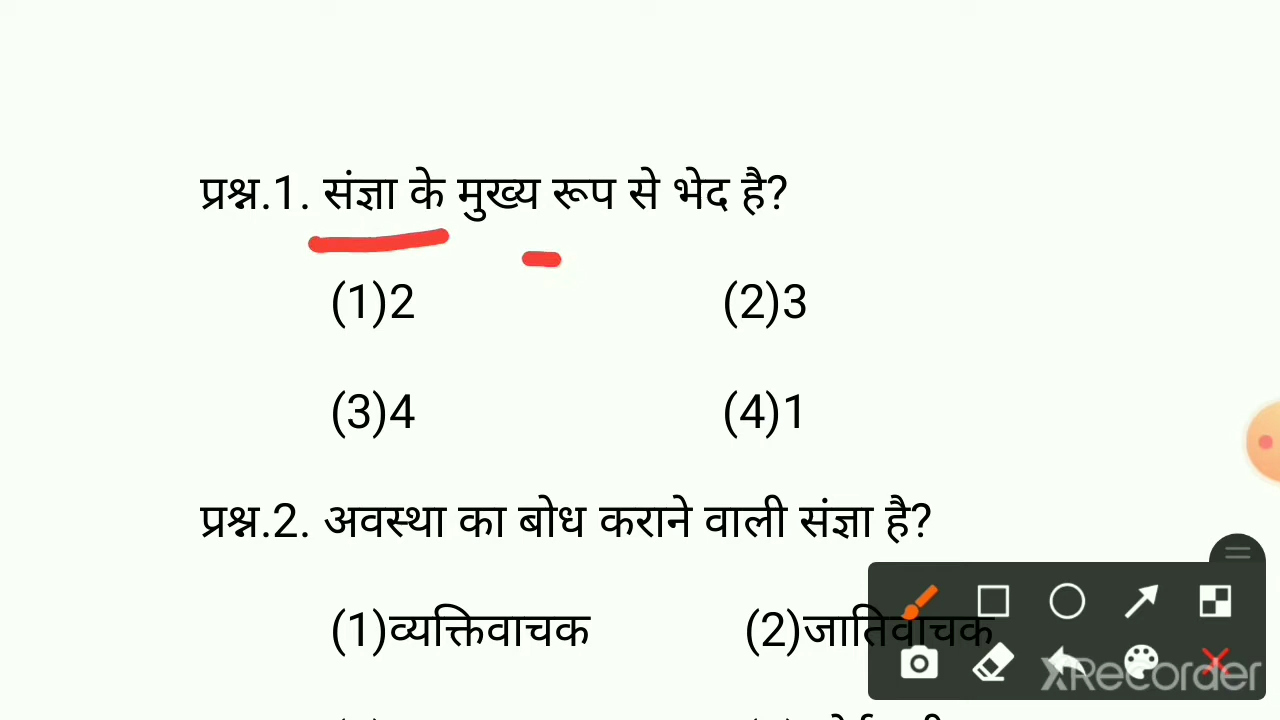 प्रश्न.1. संज्ञा के मुख्य रूप से भेद है?
(1)2 (2)3
(3)4 (4)1
प्रश्न.2. अवस्था का बोध कराने वाली संज्ञा है?
(1)व्यक्तिवाचक (2)जातिवाचक
XRecorder